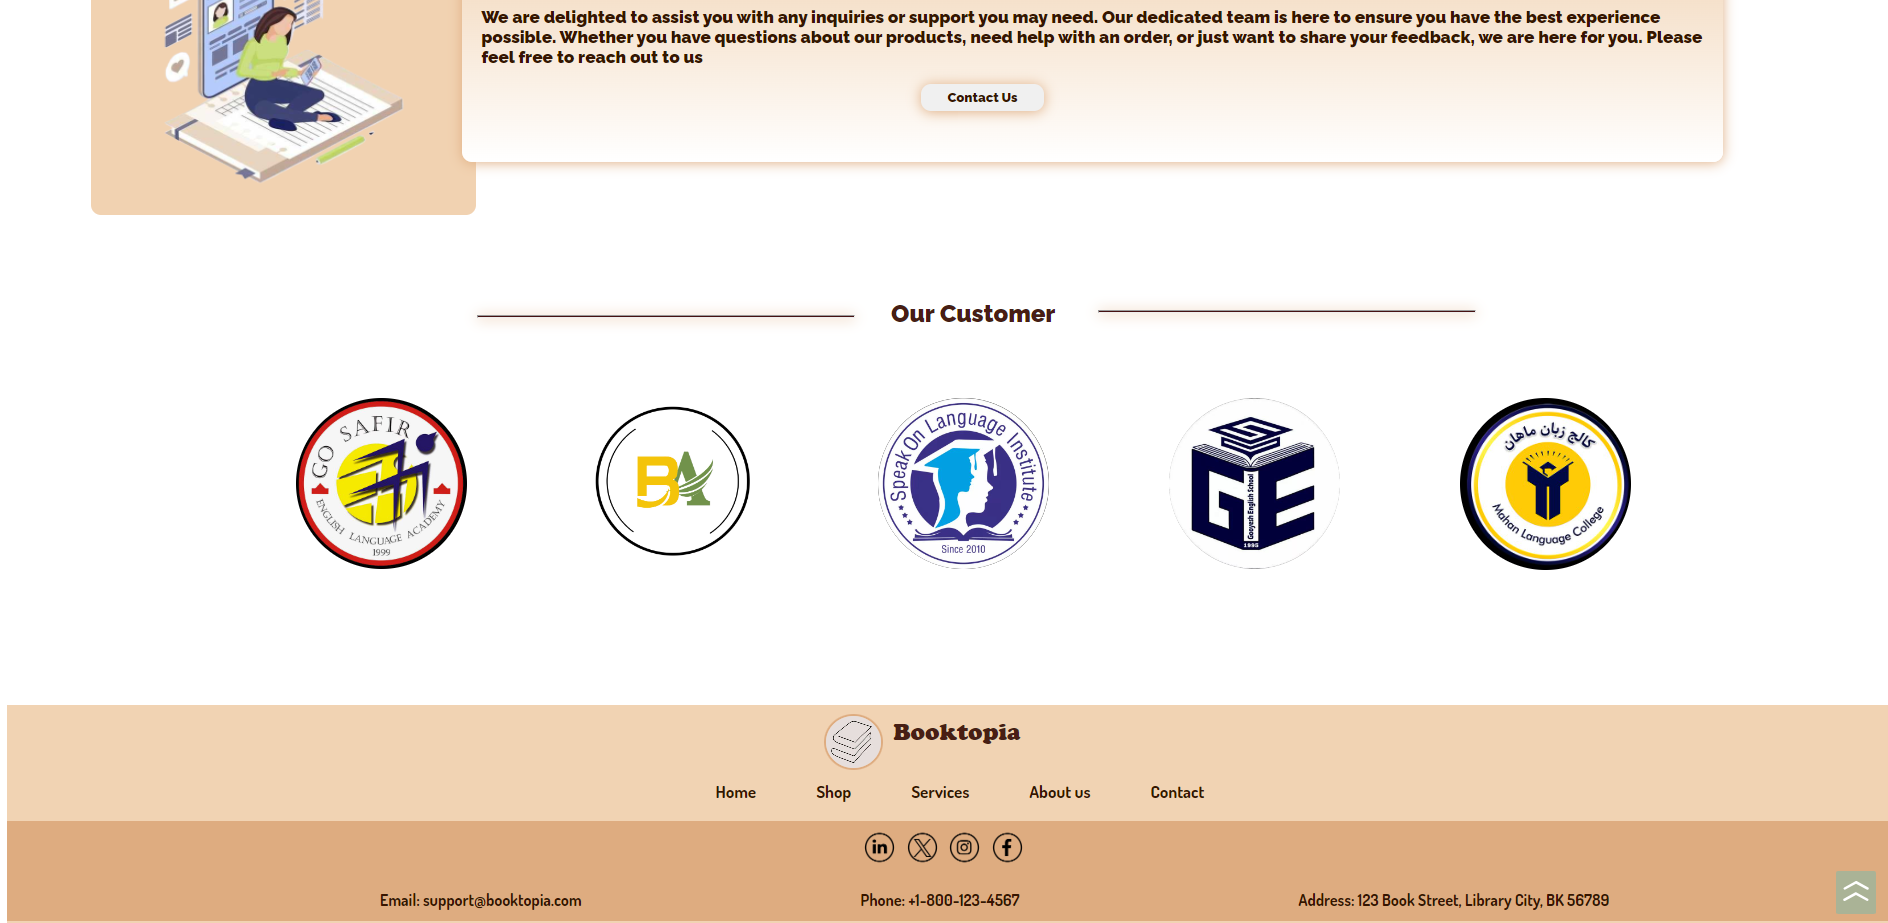 We are delighted to assist you with any inquiries or support you may need. Our dedicated team is here to ensure you have the best experience
possible. Whether you have questions about our products, need help with an order, or just want to share your feedback, we are here for you. Please
feel free to reach out to us
Contact Us
Our Customer
GO SAFIR
ENGLISH LANGUAGE ACADEMY
1999
BA
Speak On Language Institute
Since 2010
GE
Gooyesh English School
1995
کالج زبان ماهان
Mahan Language College
Booktopia
Home Shop Services About us Contact
Email: support@booktopia.com Phone: +1-800-123-4567 Address: 123 Book Street, Library City, BK 56789